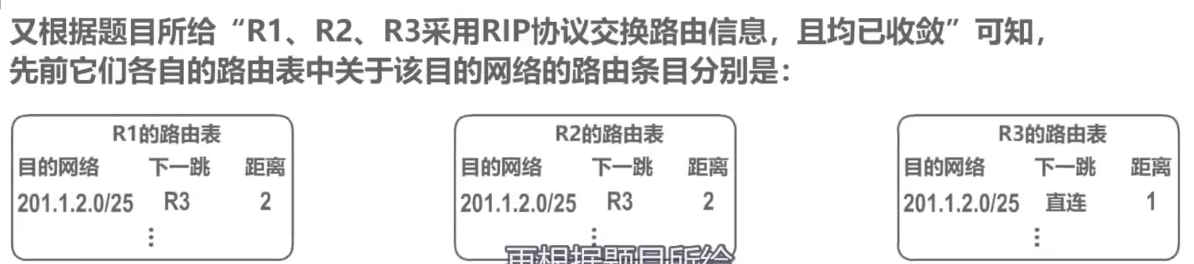 又根据题目所给“R1、R2、R3采用RIP协议交换路由信息，且均已收敛”可知，
先前它们各自的路由表中关于该目的网络的路由条目分别是：
R1的路由表
目的网络 下一跳 距离
201.1.2.0/25 R3 2
⋮
R2的路由表
目的网络 下一跳 距离
201.1.2.0/25 R3 2
⋮
R3的路由表
目的网络 下一跳 距离
201.1.2.0/25 直连 1
⋮
再根据题目所给